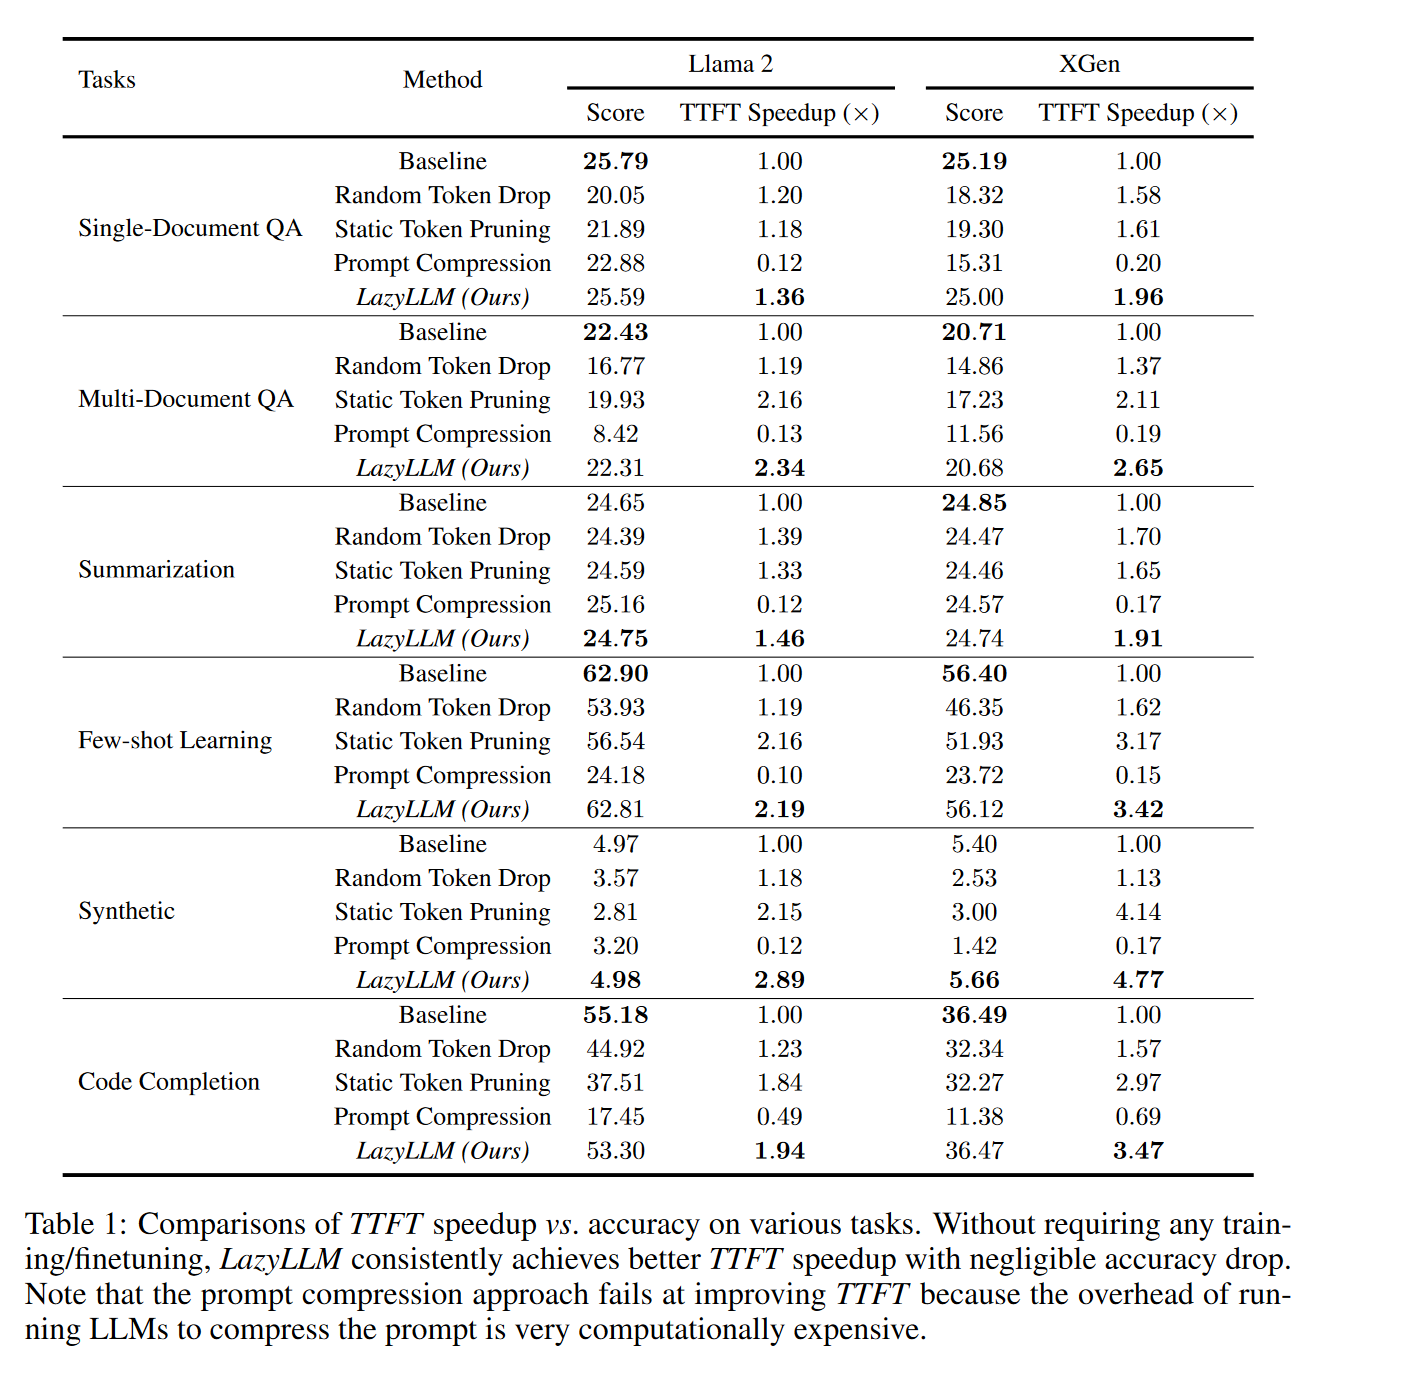 Tasks Method Llama 2 XGen
Score TTFT Speedup (×) Score TTFT Speedup (×)
Single-Document QA
Baseline 25.79 1.00 25.19 1.00
Random Token Drop 20.05 1.20 18.32 1.58
Static Token Pruning 21.89 1.18 19.30 1.61
Prompt Compression 22.88 0.12 15.31 0.20
LazyLLM (Ours) 25.59 1.36 25.00 1.96
Multi-Document QA
Baseline 22.43 1.00 20.71 1.00
Random Token Drop 16.77 1.19 14.86 1.37
Static Token Pruning 19.93 2.16 17.23 2.11
Prompt Compression 8.42 0.13 11.56 0.19
LazyLLM (Ours) 22.31 2.34 20.68 2.65
Summarization
Baseline 24.65 1.00 24.85 1.00
Random Token Drop 24.39 1.39 24.47 1.70
Static Token Pruning 24.59 1.33 24.46 1.65
Prompt Compression 25.16 0.12 24.57 0.17
LazyLLM (Ours) 24.75 1.46 24.74 1.91
Few-shot Learning
Baseline 62.90 1.00 56.40 1.00
Random Token Drop 53.93 1.19 46.35 1.62
Static Token Pruning 56.54 2.16 51.93 3.17
Prompt Compression 24.18 0.10 23.72 0.15
LazyLLM (Ours) 62.81 2.19 56.12 3.42
Synthetic
Baseline 4.97 1.00 5.40 1.00
Random Token Drop 3.57 1.18 2.53 1.13
Static Token Pruning 2.81 2.15 3.00 4.14
Prompt Compression 3.20 0.12 1.42 0.17
LazyLLM (Ours) 4.98 2.89 5.66 4.77
Code Completion
Baseline 55.18 1.00 36.49 1.00
Random Token Drop 44.92 1.23 32.34 1.57
Static Token Pruning 37.51 1.84 32.27 2.97
Prompt Compression 17.45 0.49 11.38 0.69
LazyLLM (Ours) 53.30 1.94 36.47 3.47
Table 1: Comparisons of TTFT speedup vs. accuracy on various tasks. Without requiring any train-
ing/finetuning, LazyLLM consistently achieves better TTFT speedup with negligible accuracy drop.
Note that the prompt compression approach fails at improving TTFT because the overhead of run-
ning LLMs to compress the prompt is very computationally expensive.